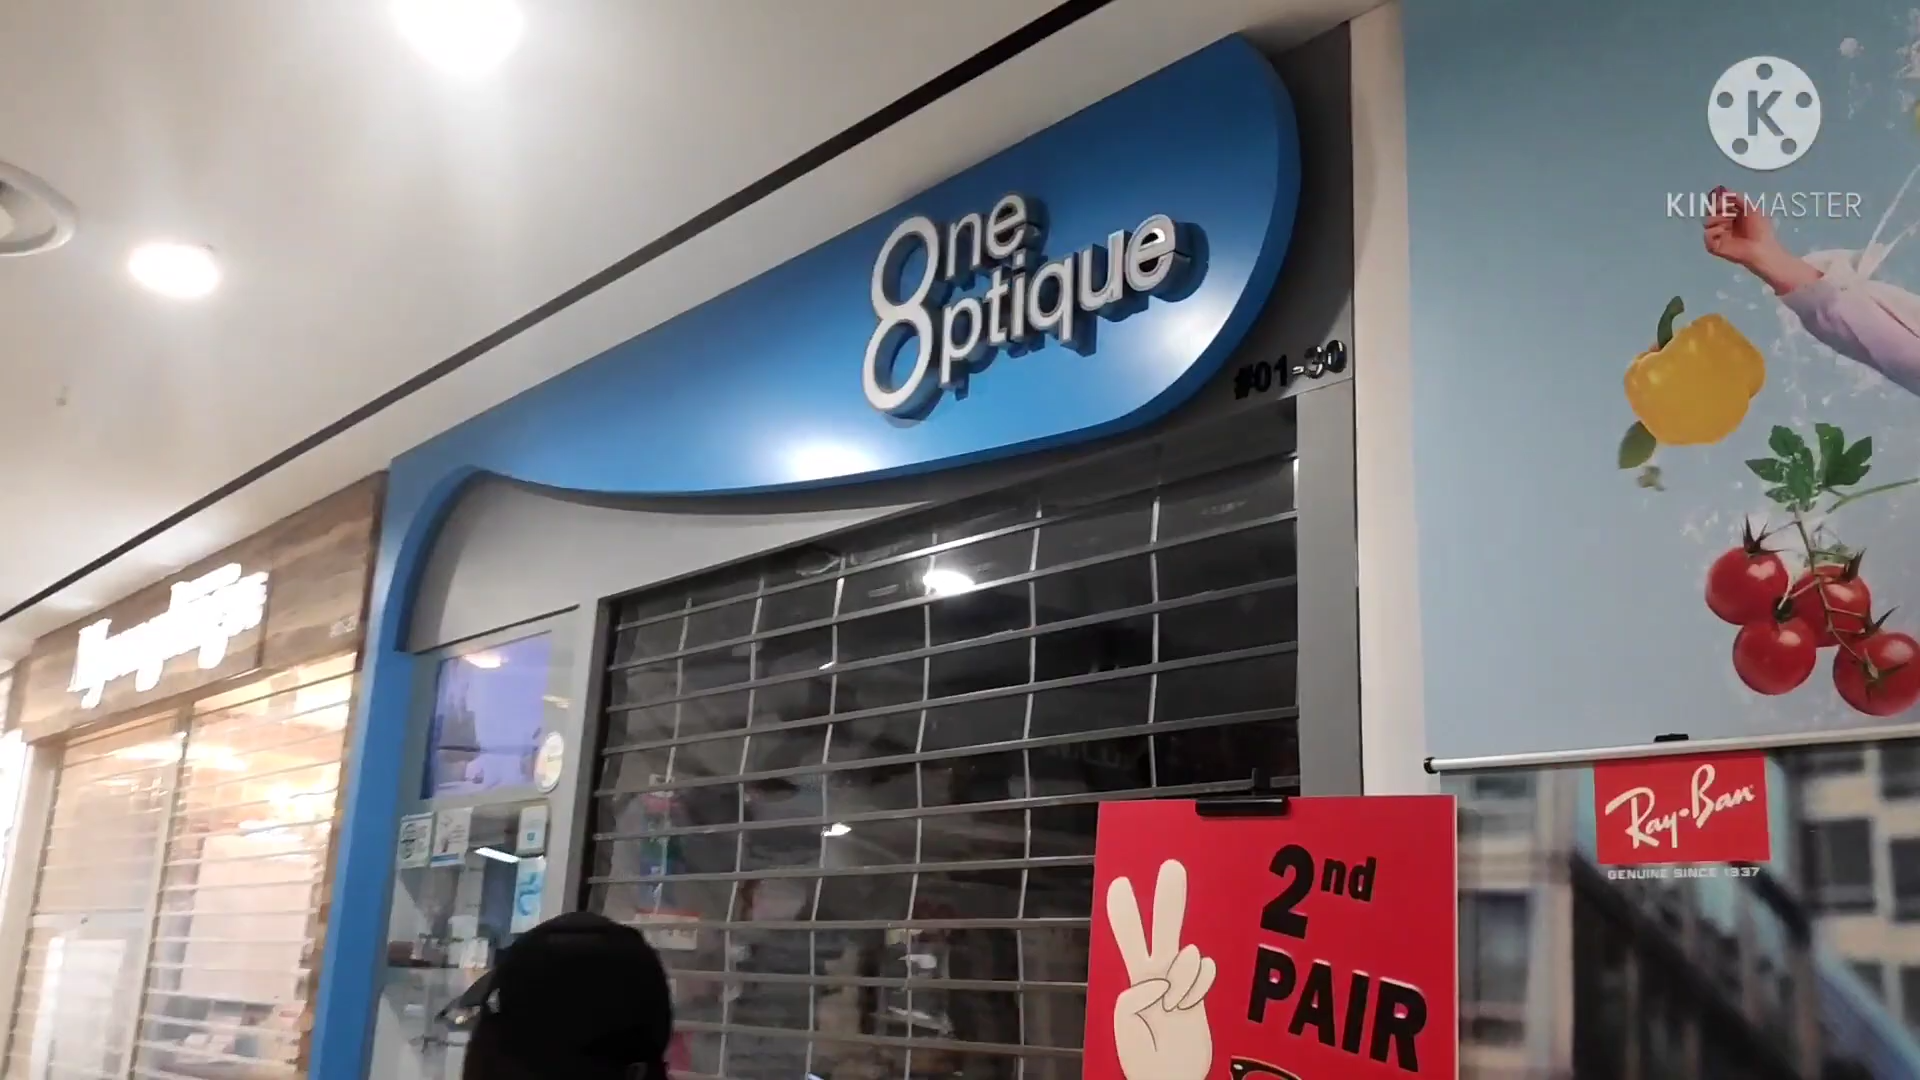 One
Optique
#01-30
K
KINEMASTER
Ray-Ban
GENUINE SINCE 1937
2nd
PAIR